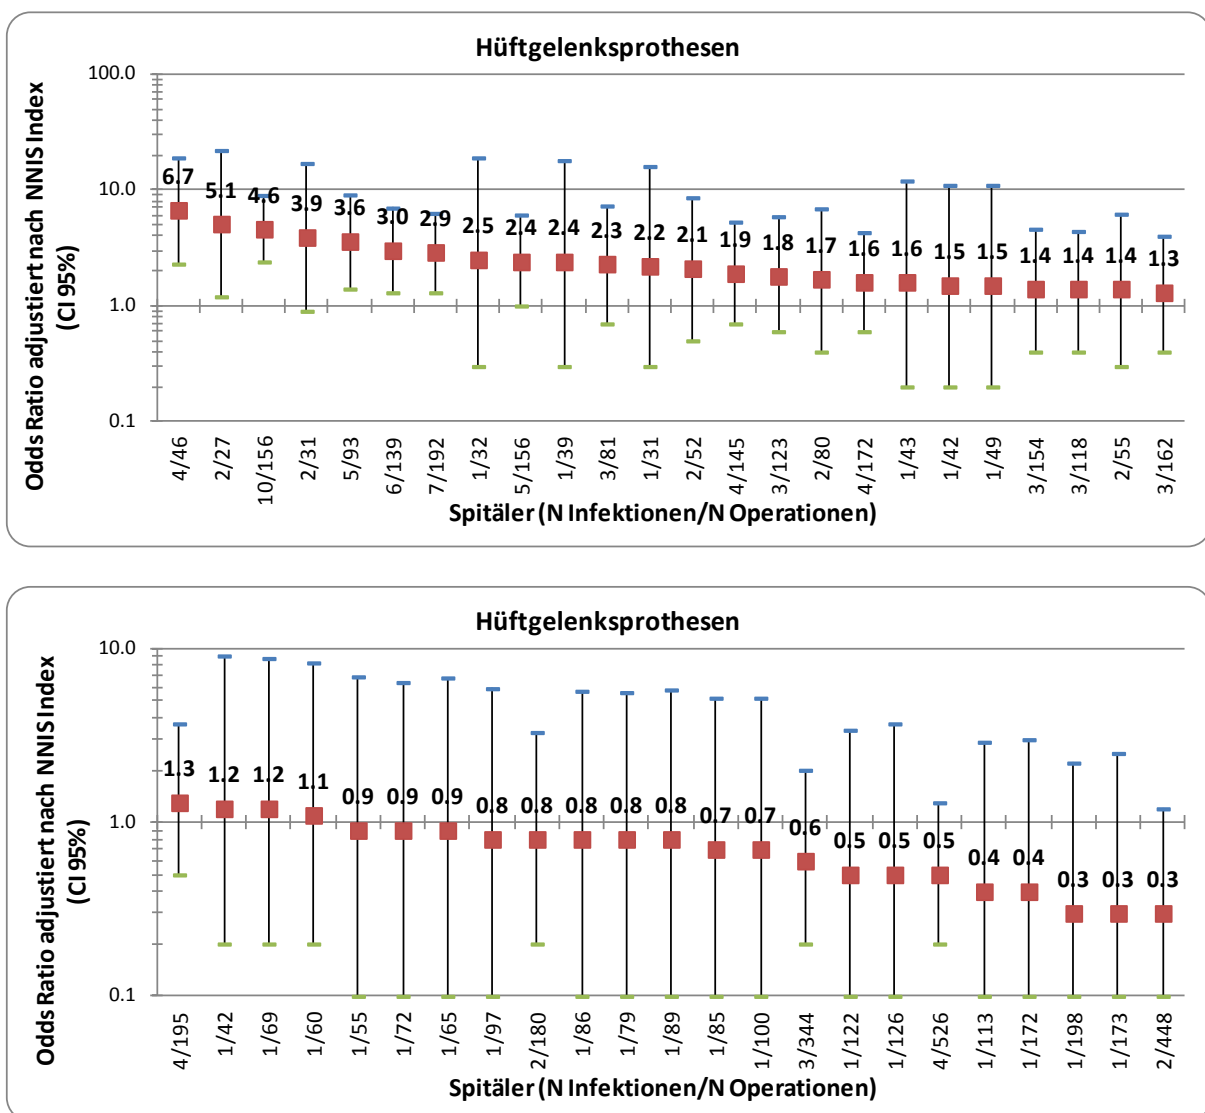 Hüftgelenksprothesen
Odds Ratio adjustiert nach NNIS Index
(CI 95%)
100.0
10.0
1.0
0.1
6.7 5.1 4.6 3.9 3.6 3.0 2.9 2.5 2.4 2.4 2.3 2.2 2.1 1.9 1.8 1.7 1.6 1.6 1.5 1.5 1.4 1.4 1.4 1.3
4/46 2/27 10/156 2/31 5/93 6/139 7/192 1/32 5/156 1/39 3/81 1/31 2/52 4/145 3/123 2/80 4/172 1/43 1/42 1/49 3/154 3/118 2/55 3/162
Spitäler (N Infektionen/N Operationen)
Hüftgelenksprothesen
Odds Ratio adjustiert nach NNIS Index
(CI 95%)
10.0
1.0
0.1
1.3 1.2 1.2 1.1 0.9 0.9 0.9 0.8 0.8 0.8 0.8 0.8 0.7 0.7 0.6 0.5 0.5 0.5 0.4 0.4 0.3 0.3 0.3
4/195 1/42 1/69 1/60 1/55 1/72 1/65 1/97 2/180 1/86 1/79 1/89 1/85 1/100 3/344 1/122 1/126 4/526 1/113 1/172 1/198 1/173 2/448
Spitäler (N Infektionen/N Operationen)